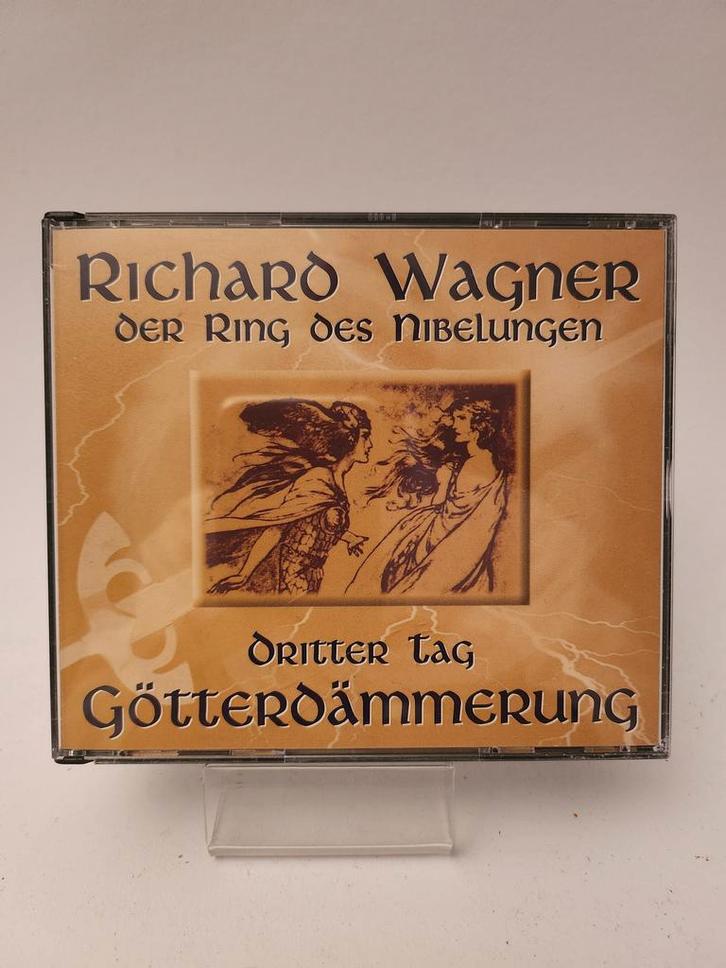 Richard Wagner
der Ring des Nibelungen
Dritter Tag
Götterdämmerung